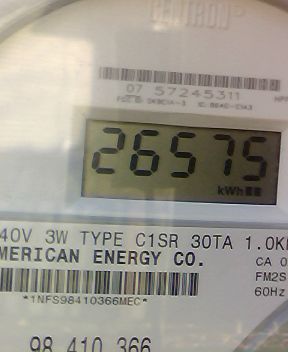 CENTRON®
07 57245311
26575
kWh
40V 3W TYPE C1SR 30TA 1.0K
MERICAN ENERGY CO.
CA 0
FM2S
60Hz
*1NFS98410366MEC*
98 410 366